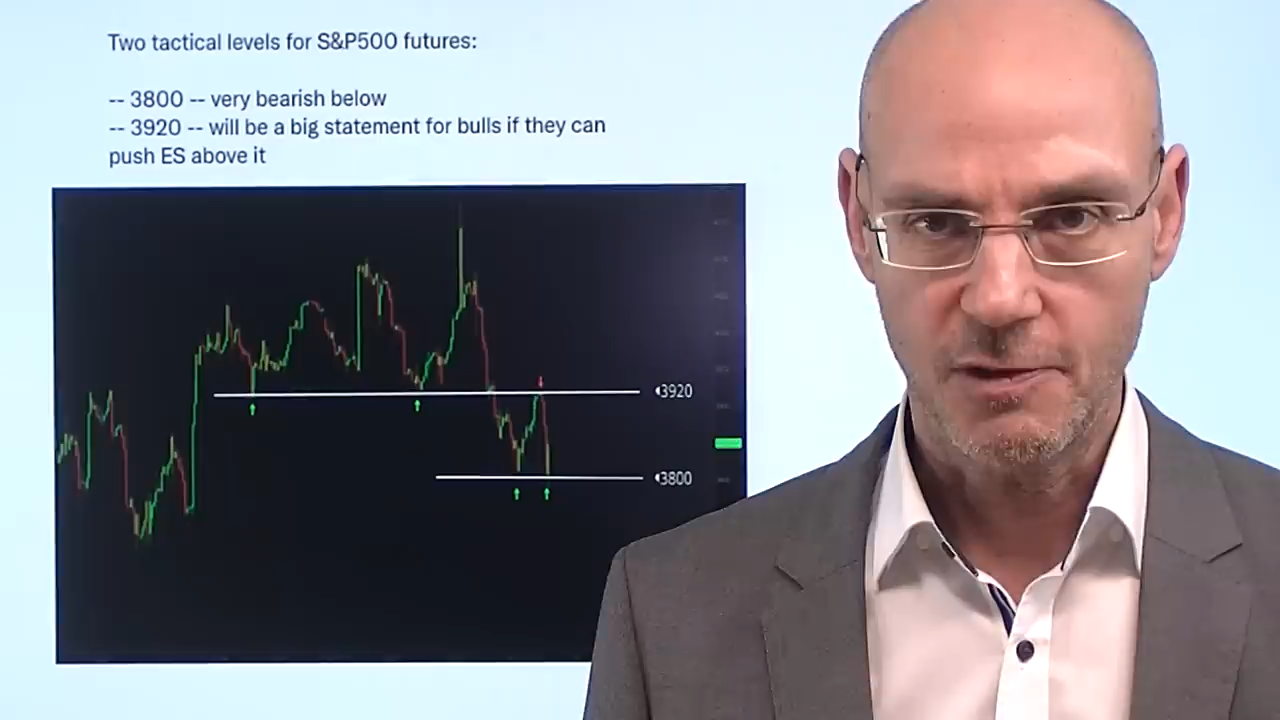 Two tactical levels for S&P500 futures:
-- 3800 -- very bearish below
-- 3920 -- will be a big statement for bulls if they can
push ES above it
3920
3800